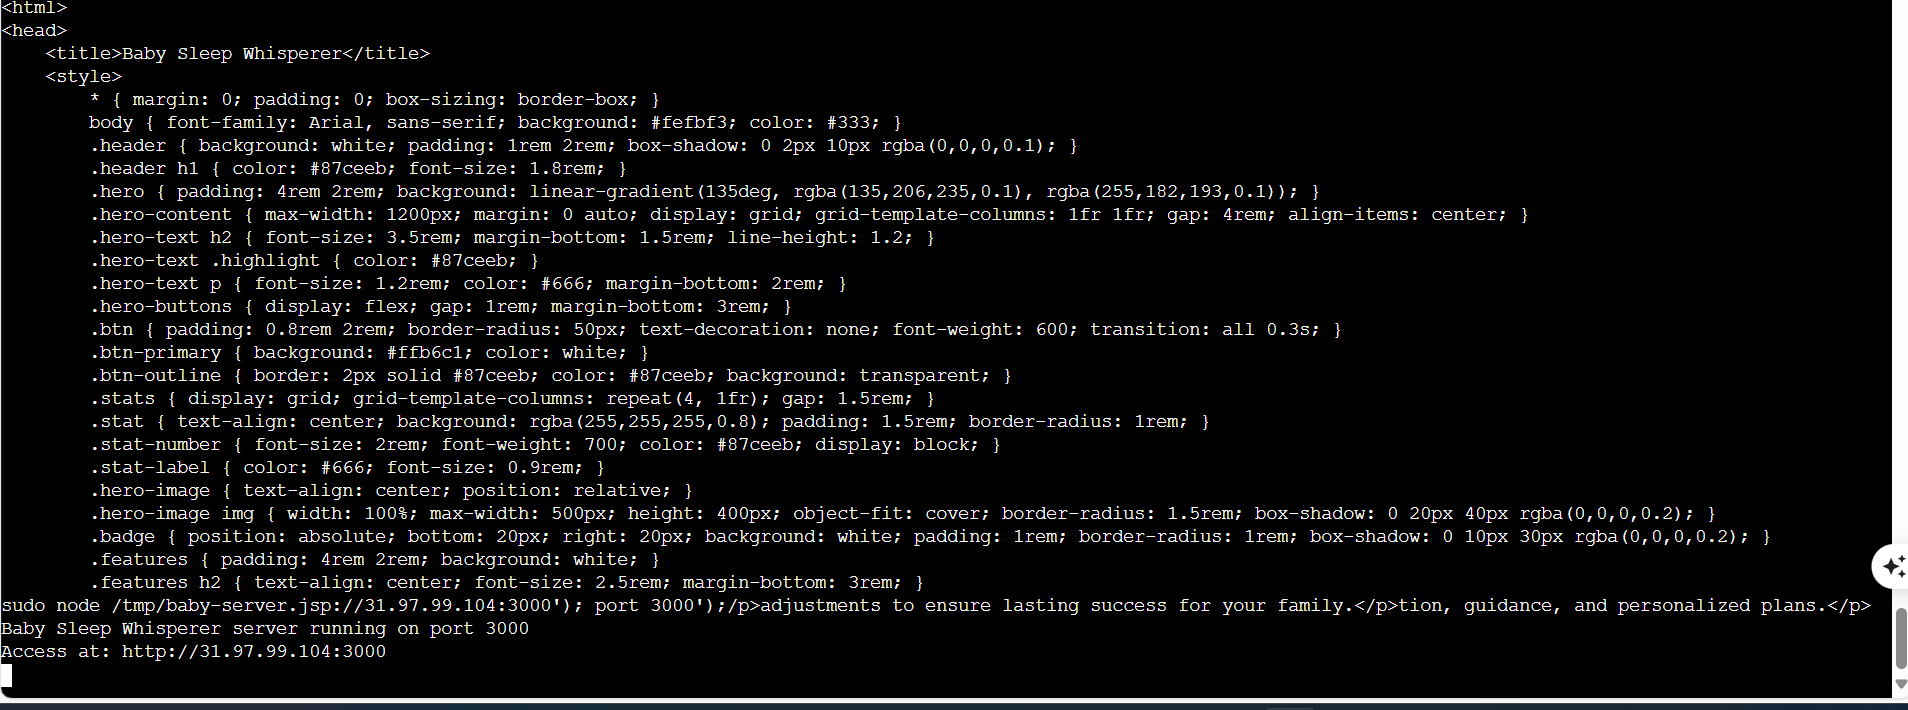 <html>
<head>
    <title>Baby Sleep Whisperer</title>
    <style>
        * { margin: 0; padding: 0; box-sizing: border-box; }
        body { font-family: Arial, sans-serif; background: #fefbf3; color: #333; }
        .header { background: white; padding: 1rem 2rem; box-shadow: 0 2px 10px rgba(0,0,0,0.1); }
        .header h1 { color: #87ceeb; font-size: 1.8rem; }
        .hero { padding: 4rem 2rem; background: linear-gradient(135deg, rgba(135,206,235,0.1), rgba(255,182,193,0.1)); }
        .hero-content { max-width: 1200px; margin: 0 auto; display: grid; grid-template-columns: 1fr 1fr; gap: 4rem; align-items: center; }
        .hero-text h2 { font-size: 3.5rem; margin-bottom: 1.5rem; line-height: 1.2; }
        .hero-text .highlight { color: #87ceeb; }
        .hero-text p { font-size: 1.2rem; color: #666; margin-bottom: 2rem; }
        .hero-buttons { display: flex; gap: 1rem; margin-bottom: 3rem; }
        .btn { padding: 0.8rem 2rem; border-radius: 50px; text-decoration: none; font-weight: 600; transition: all 0.3s; }
        .btn-primary { background: #ffb6c1; color: white; }
        .btn-outline { border: 2px solid #87ceeb; color: #87ceeb; background: transparent; }
        .stats { display: grid; grid-template-columns: repeat(4, 1fr); gap: 1.5rem; }
        .stat { text-align: center; background: rgba(255,255,255,0.8); padding: 1.5rem; border-radius: 1rem; }
        .stat-number { font-size: 2rem; font-weight: 700; color: #87ceeb; display: block; }
        .stat-label { color: #666; font-size: 0.9rem; }
        .hero-image { text-align: center; position: relative; }
        .hero-image img { width: 100%; max-width: 500px; height: 400px; object-fit: cover; border-radius: 1.5rem; box-shadow: 0 20px 40px rgba(0,0,0,0.2); }
        .badge { position: absolute; bottom: 20px; right: 20px; background: white; padding: 1rem; border-radius: 1rem; box-shadow: 0 10px 30px rgba(0,0,0,0.2); }
        .features { padding: 4rem 2rem; background: white; }
        .features h2 { text-align: center; font-size: 2.5rem; margin-bottom: 3rem; }
sudo node /tmp/baby-server.jsp://31.97.99.104:3000'); port 3000');/p>adjustments to ensure lasting success for your family.</p>tion, guidance, and personalized plans.</p>
Baby Sleep Whisperer server running on port 3000
Access at: http://31.97.99.104:3000